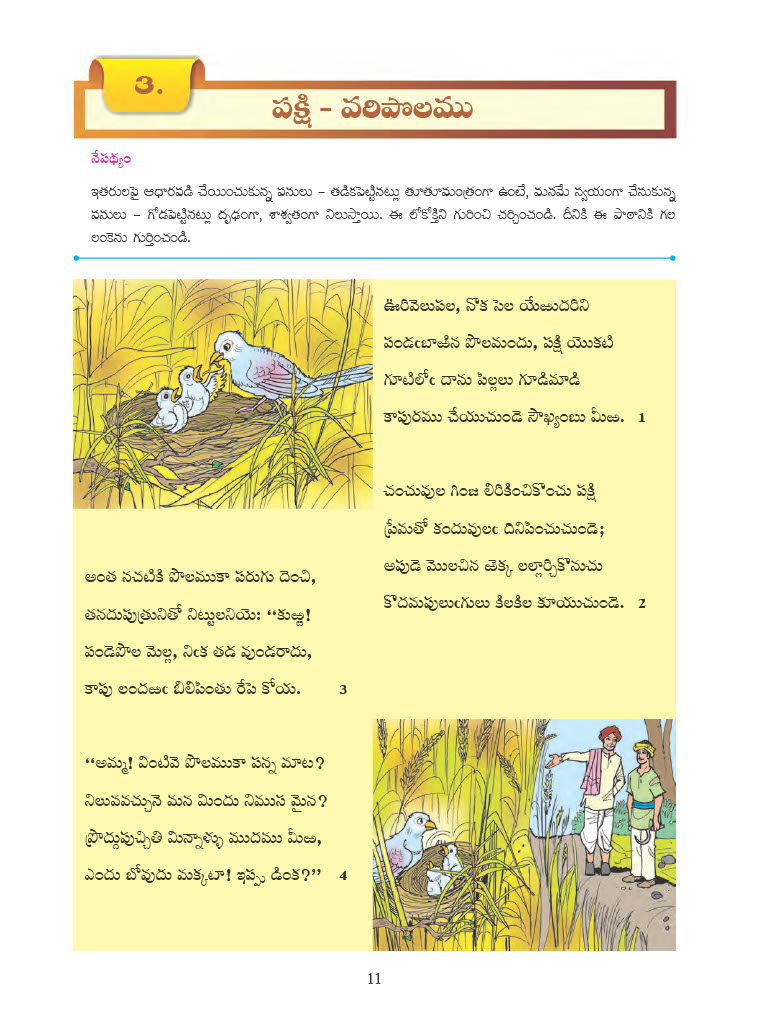 3.
పక్షి – వరిపొలము
నేపథ్యం
ఇతరులపై ఆధారపడి చేయించుకున్న పనులు – తడికపెట్టినట్లు తూతూమంత్రంగా ఉంటే, మనమే స్వయంగా చేసుకున్న
పనులు – గోడపెట్టినట్లు దృఢంగా, శాశ్వతంగా నిలుస్తాయి. ఈ లోకోక్తిని గురించి చర్చించండి. దీనికి ఈ పాఠానికి గల
లంకెను గుర్తించండి.
ఊరివెలుపల, నొక సెల యేఱుదరిని
పండఁబాఱిన పొలమందు, పక్షి యొకటి
గూటిలోఁ దాను పిల్లలు గూడిమాడి
కాపురము చేయుచుండె సౌఖ్యంబు మీఱ. 1
చంచువుల గింజ లిరికించికొంచు పక్షి
ప్రేమతో కందువులఁ దినిపించుచుండె;
అపుడె మొలచిన ఱెక్క లల్లార్చికొనుచు
కొదమపులుఁగులు కిలకిల కూయుచుండె. 2
అంత నచటికి పొలముకా పరుగు దెంచి,
తనదుపుత్రునితో నిట్టులనియె: “కుఱ్ఱ!
పండెపొల మెల్ల, నిఁక తడ వుండరాదు,
కాపు లందఱఁ బిలిపింతు రేపె కోయ. 3
“అమ్మ! వింటివె పొలముకా పన్న మాట?
నిలువవచ్చునె మన మిందు నిముస మైన?
ప్రొద్దుపుచ్చితి మిన్నాళ్ళు ముదము మీఱ,
ఎందు బోవుదు మక్కటా! ఇప్పు డింక?” 4
11